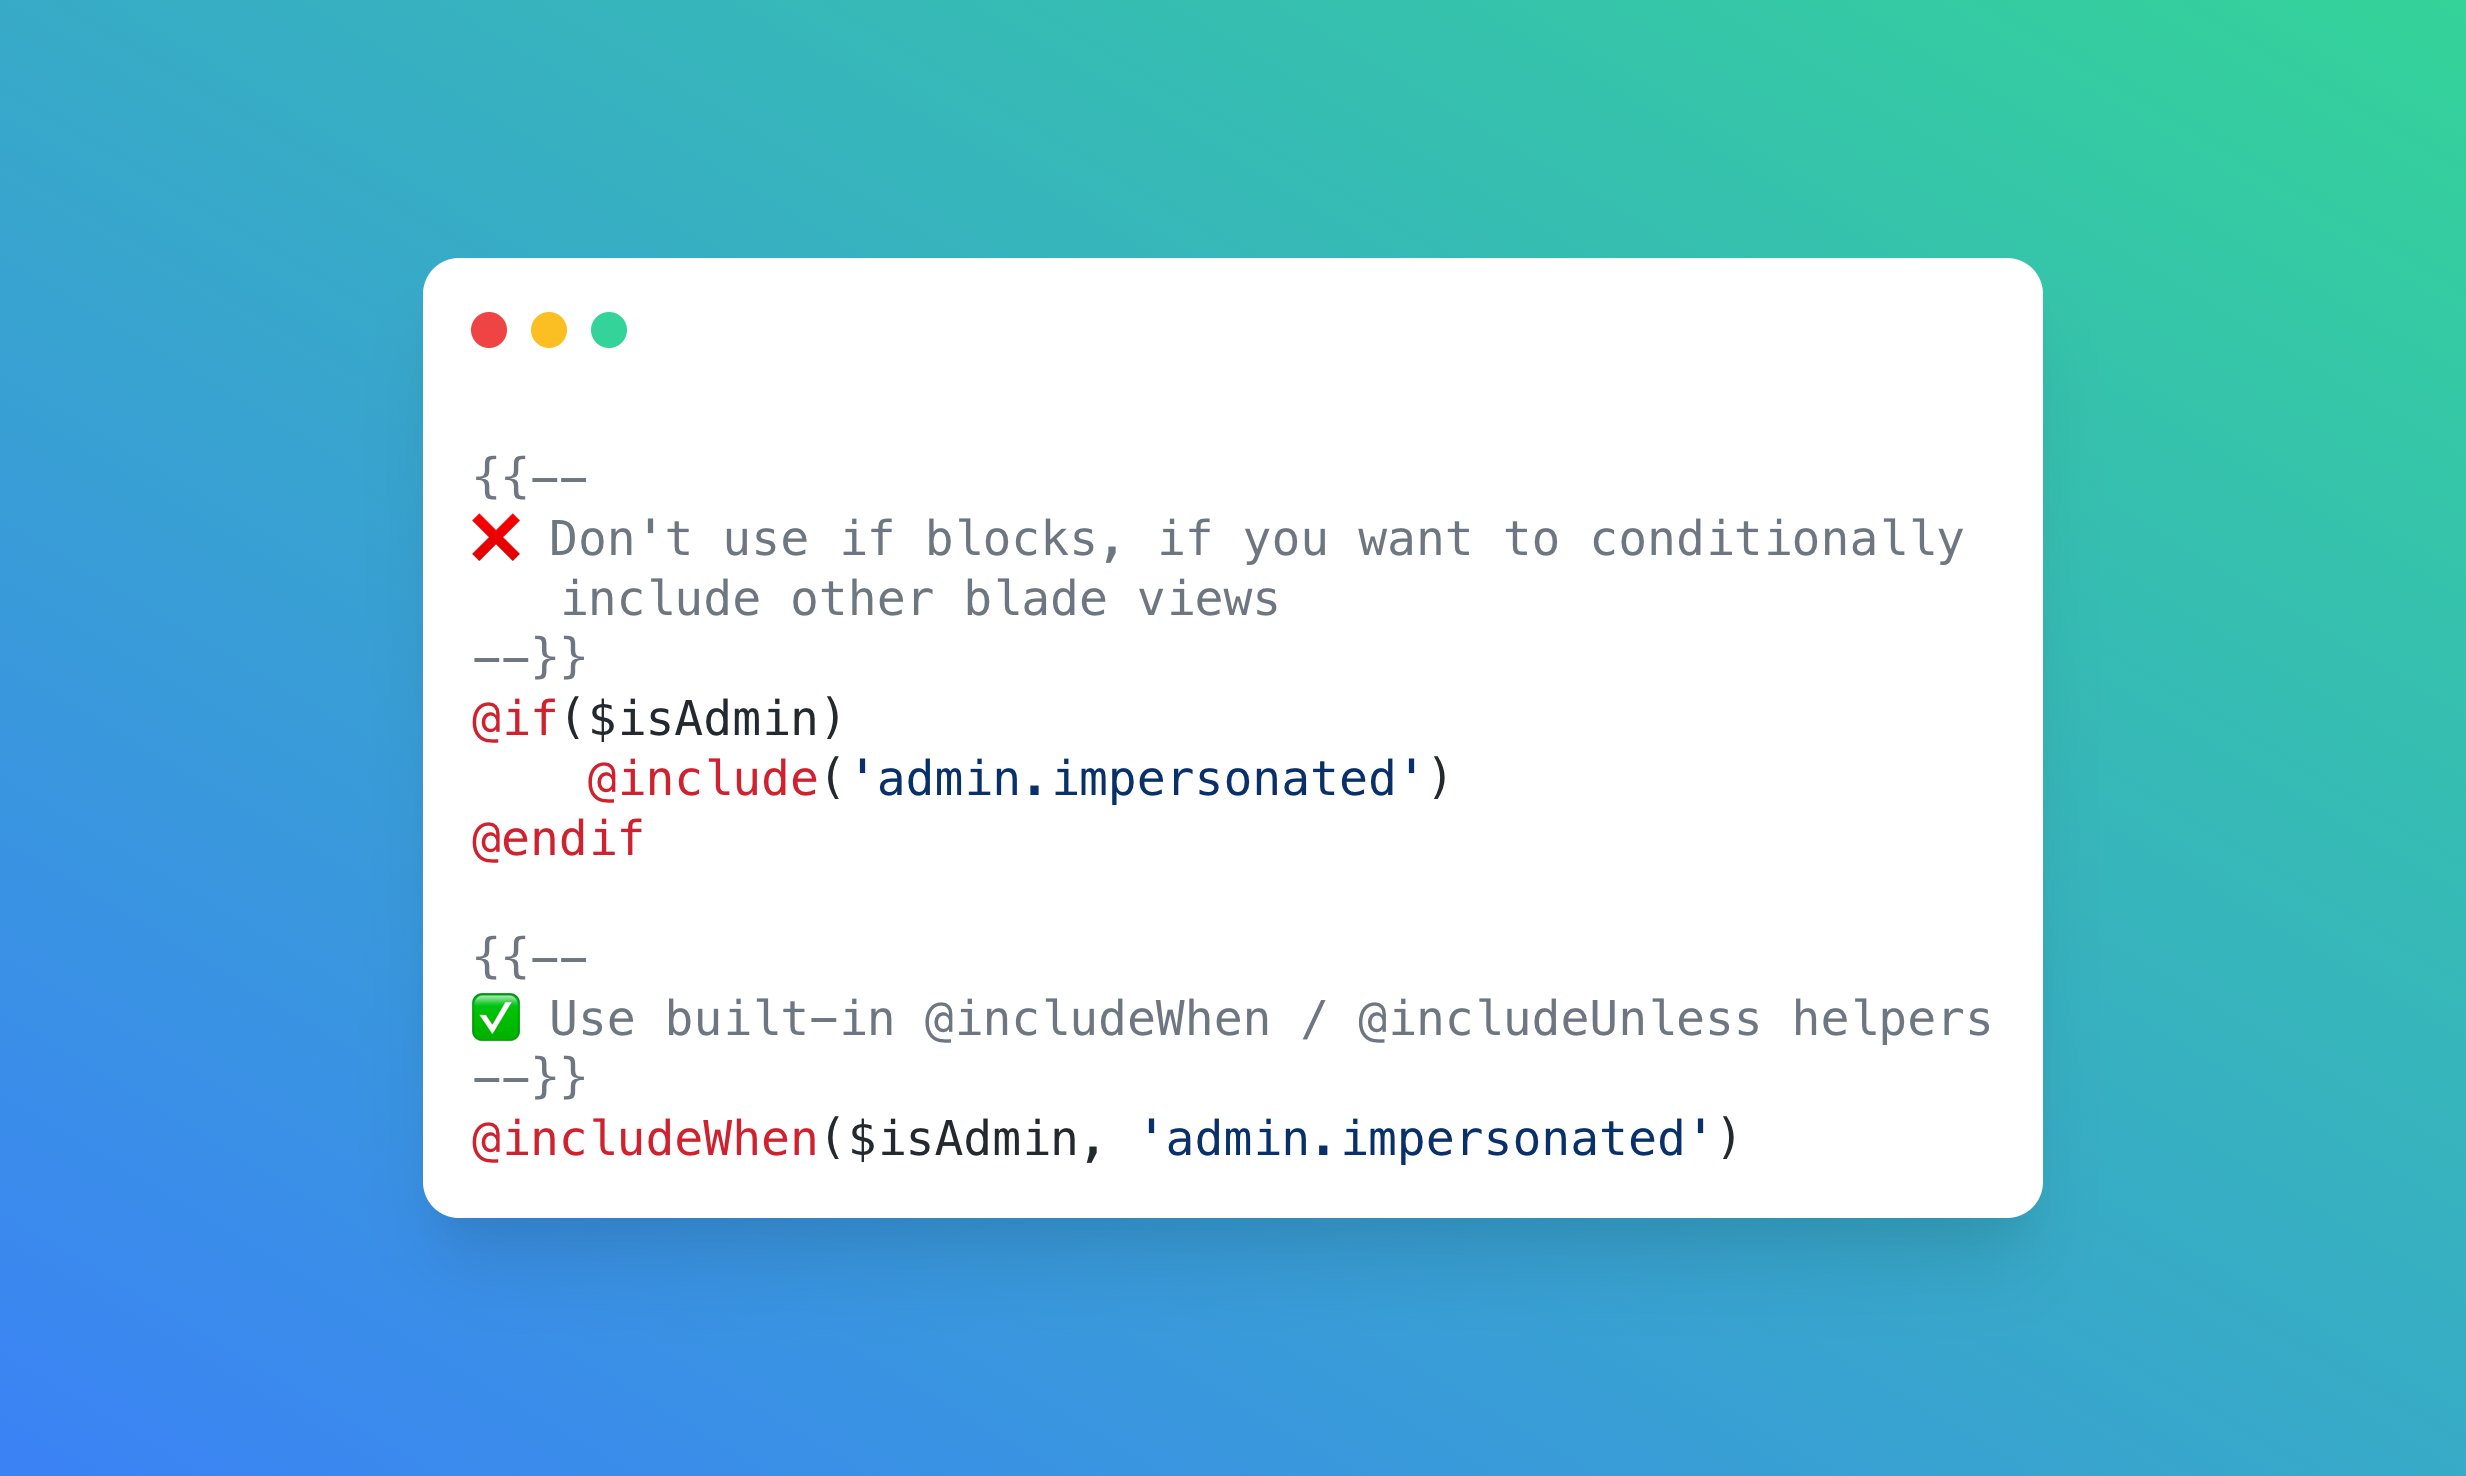 {{--
❌ Don't use if blocks, if you want to conditionally
   include other blade views
--}}
@if($isAdmin)
    @include('admin.impersonated')
@endif

{{--
✅ Use built-in @includeWhen / @includeUnless helpers
--}}
@includeWhen($isAdmin, 'admin.impersonated')